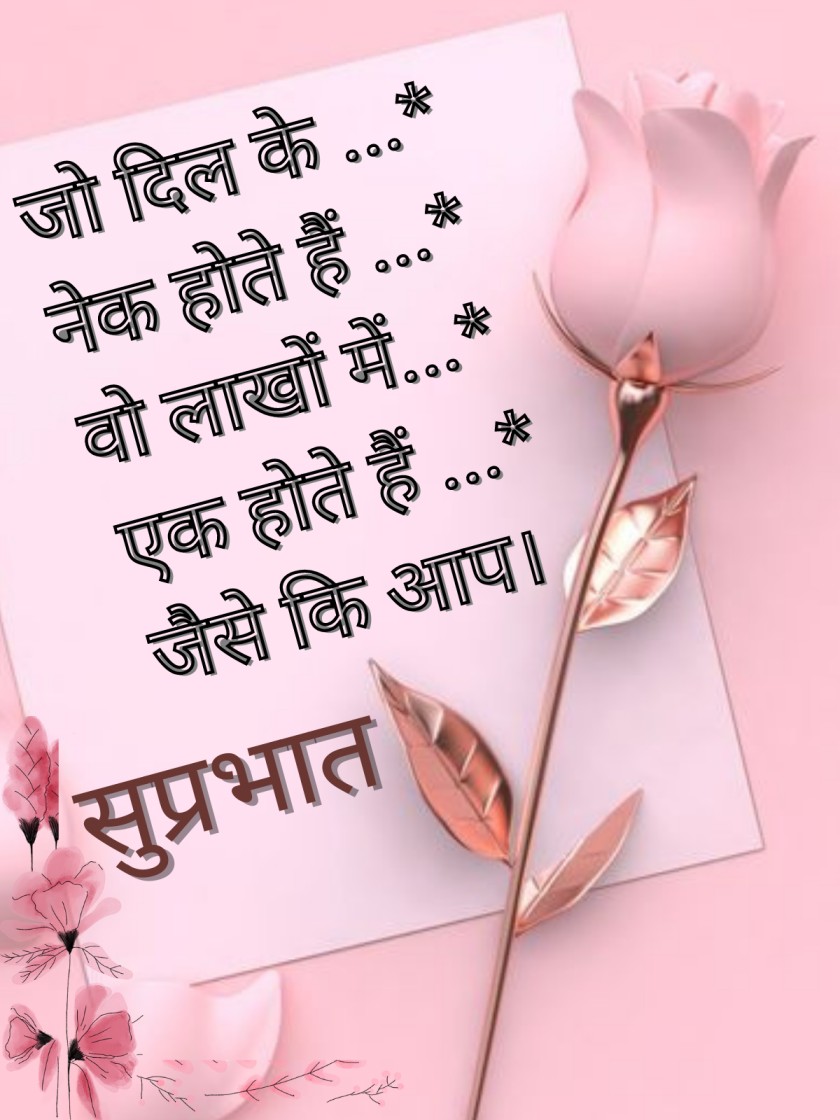 जो दिल के ...*
नेक होते हैं ...*
वो लाखों में...*
एक होते हैं ...*
जैसे कि आप।
सुप्रभात